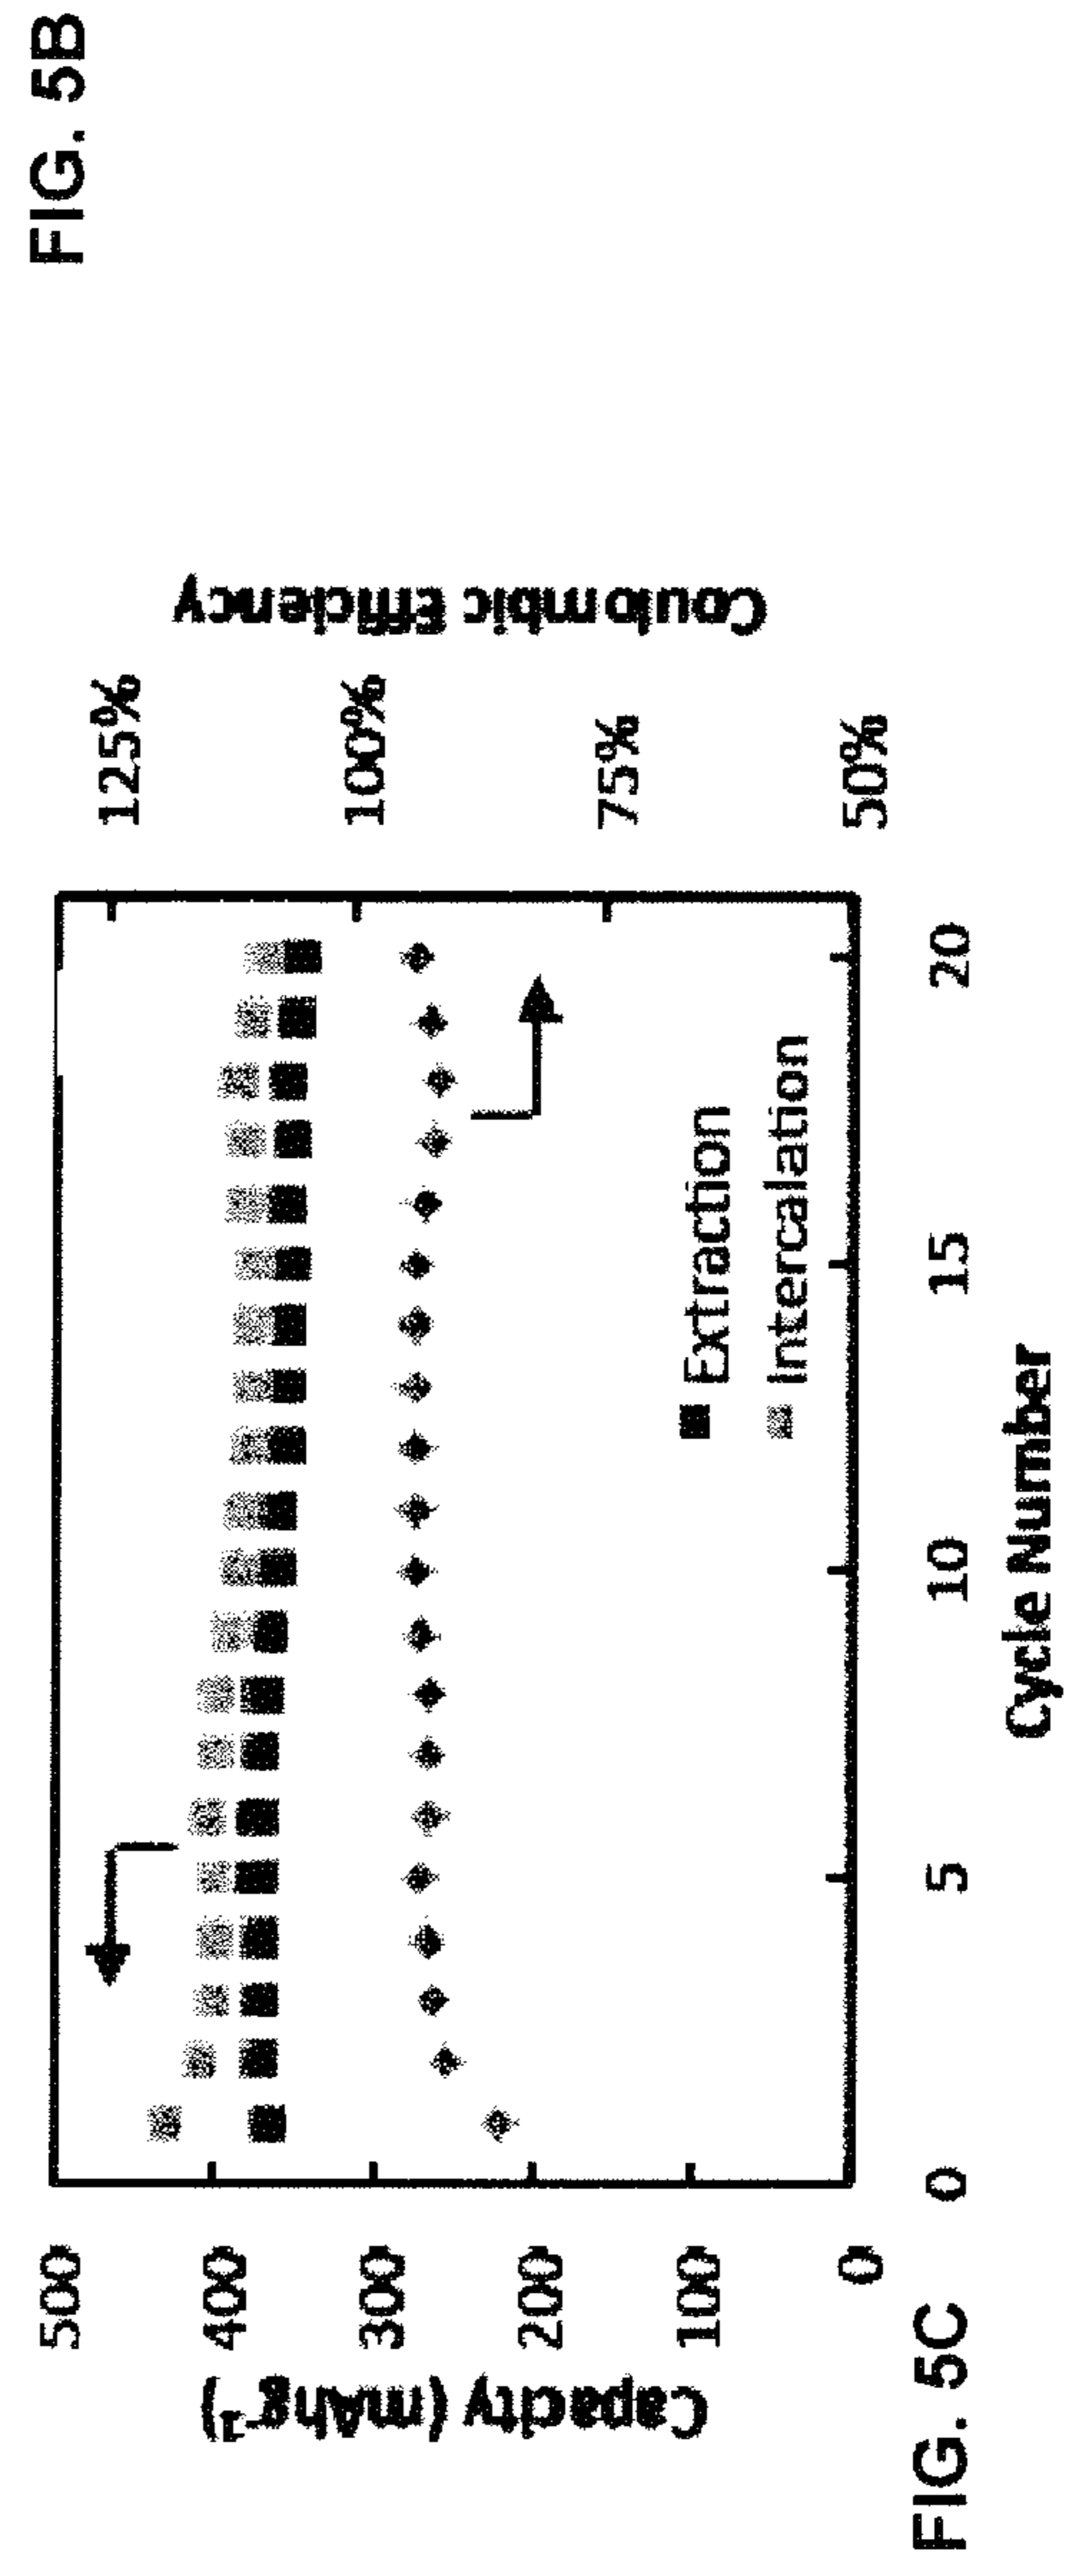 FIG. 5B
Capacity (mAhg⁻¹)
500
400
300
200
100
0
Coulombic Efficiency
125%
100%
75%
50%
Extraction
Intercalation
0 5 10 15 20
Cycle Number
FIG. 5C